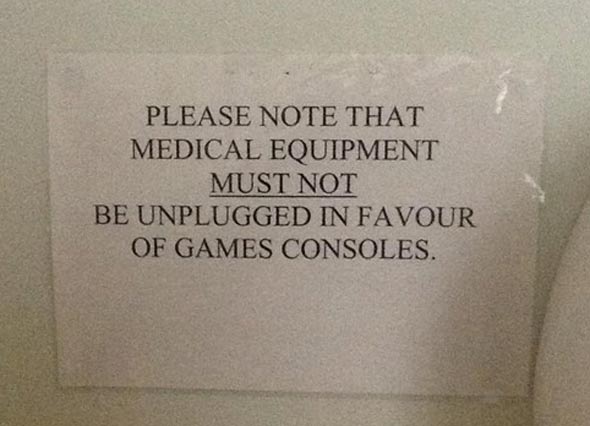 PLEASE NOTE THAT
MEDICAL EQUIPMENT
MUST NOT
BE UNPLUGGED IN FAVOUR
OF GAMES CONSOLES.